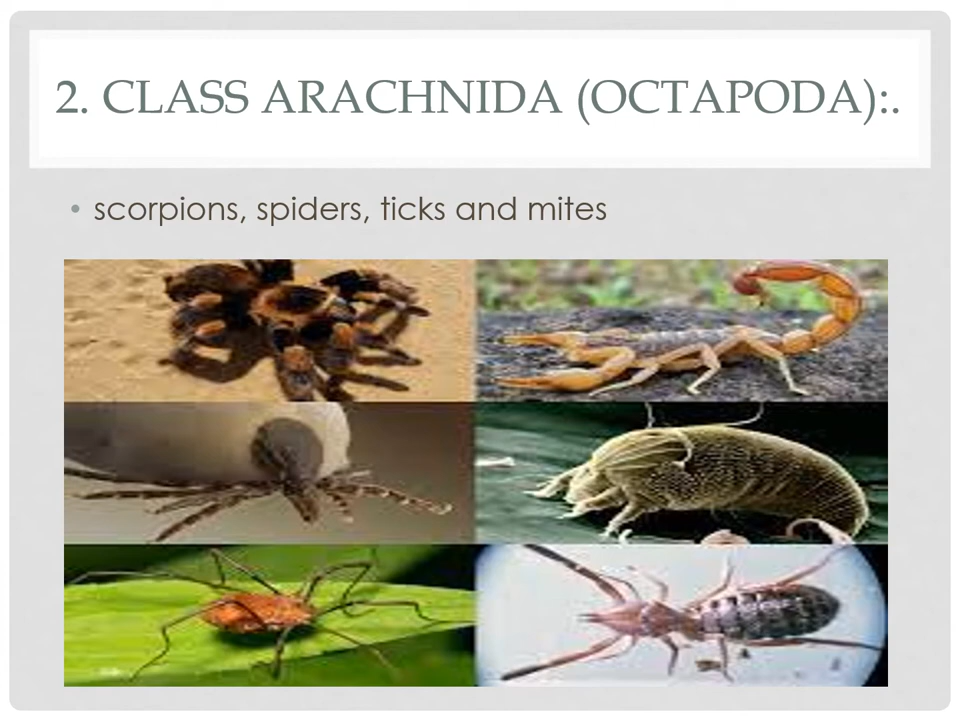 2. CLASS ARACHNIDA (OCTAPODA):.
• scorpions, spiders, ticks and mites